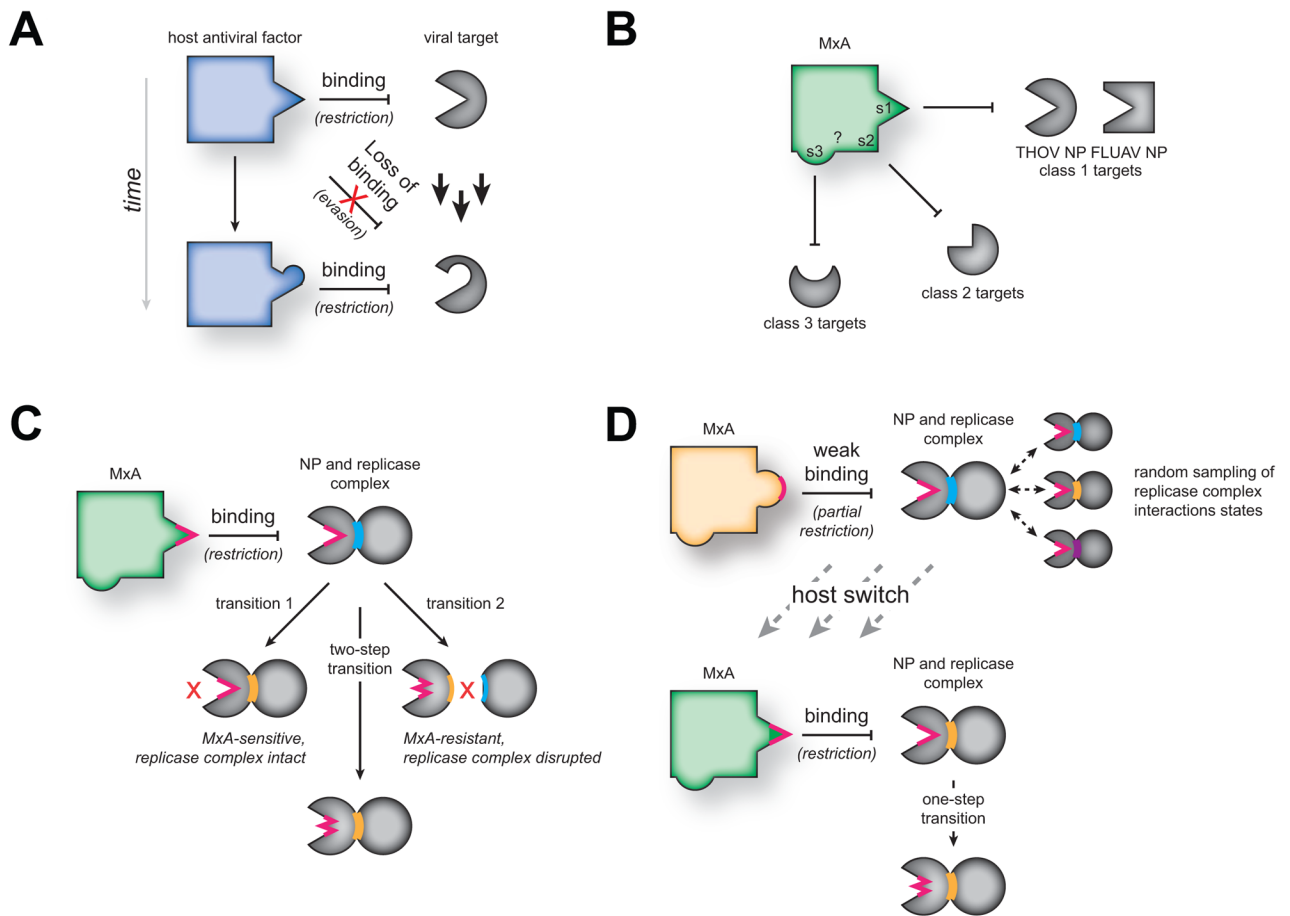 A
host antiviral factor
viral target
binding
(restriction)
time
Loss of
binding
(evasion)
binding
(restriction)
B
MxA
s1
s2
?
s3
THOV NP FLUAV NP
class 1 targets
class 2 targets
class 3 targets
C
MxA
NP and replicase
complex
binding
(restriction)
transition 1
transition 2
two-step
transition
X
X
MxA-sensitive,
replicase complex intact
MxA-resistant,
replicase complex disrupted
D
MxA
weak
binding
(partial
restriction)
NP and replicase
complex
random sampling of
replicase complex
interactions states
host switch
MxA
NP and replicase
complex
binding
(restriction)
one-step
transition